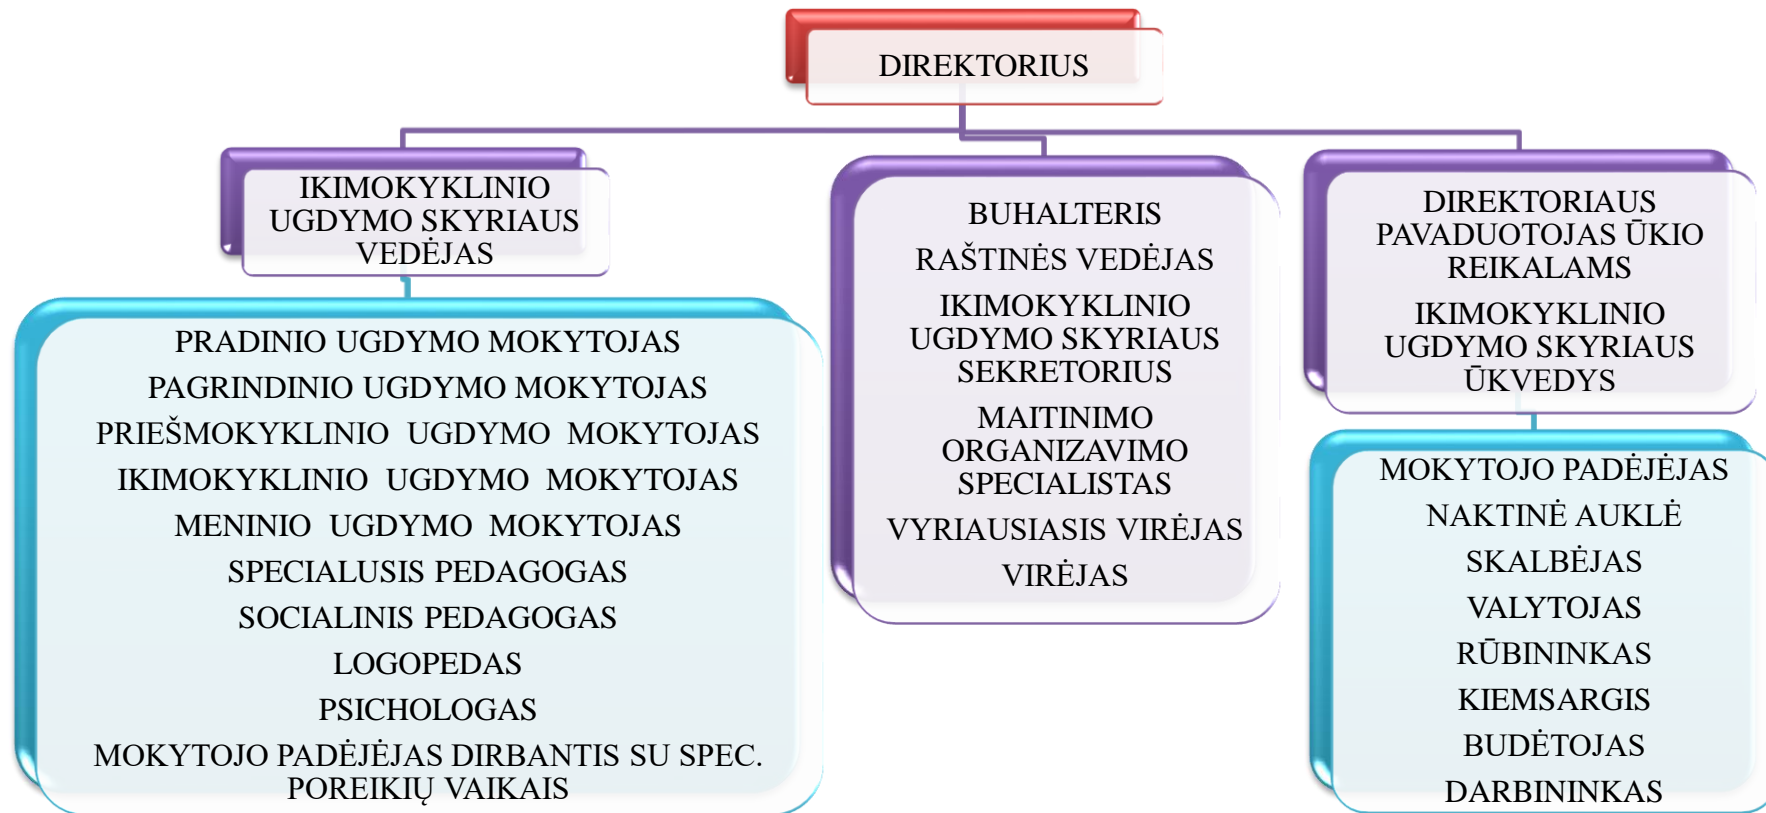 DIREKTORIUS
IKIMOKYKLINIO
UGDYMO SKYRIAUS
VEDĖJAS
PRADINIO UGDYMO MOKYTOJAS
PAGRINDINIO UGDYMO MOKYTOJAS
PRIEŠMOKYKLINIO UGDYMO MOKYTOJAS
IKIMOKYKLINIO UGDYMO MOKYTOJAS
MENINIO UGDYMO MOKYTOJAS
SPECIALUSIS PEDAGOGAS
SOCIALINIS PEDAGOGAS
LOGOPEDAS
PSICHOLOGAS
MOKYTOJO PADĖJĖJAS DIRBANTIS SU SPEC.
POREIKIŲ VAIKAIS
BUHALTERIS
RAŠTINĖS VEDĖJAS
IKIMOKYKLINIO
UGDYMO SKYRIAUS
SEKRETORIUS
MAITINIMO
ORGANIZAVIMO
SPECIALISTAS
VYRIAUSIASIS VIRĖJAS
VIRĖJAS
DIREKTORIAUS
PAVADUOTOJAS ŪKIO
REIKALAMS
IKIMOKYKLINIO
UGDYMO SKYRIAUS
ŪKVEDYS
MOKYTOJO PADĖJĖJAS
NAKTINĖ AUKLĖ
SKALBĖJAS
VALYTOJAS
RŪBININKAS
KIEMSARGIS
BUDĖTOJAS
DARBININKAS